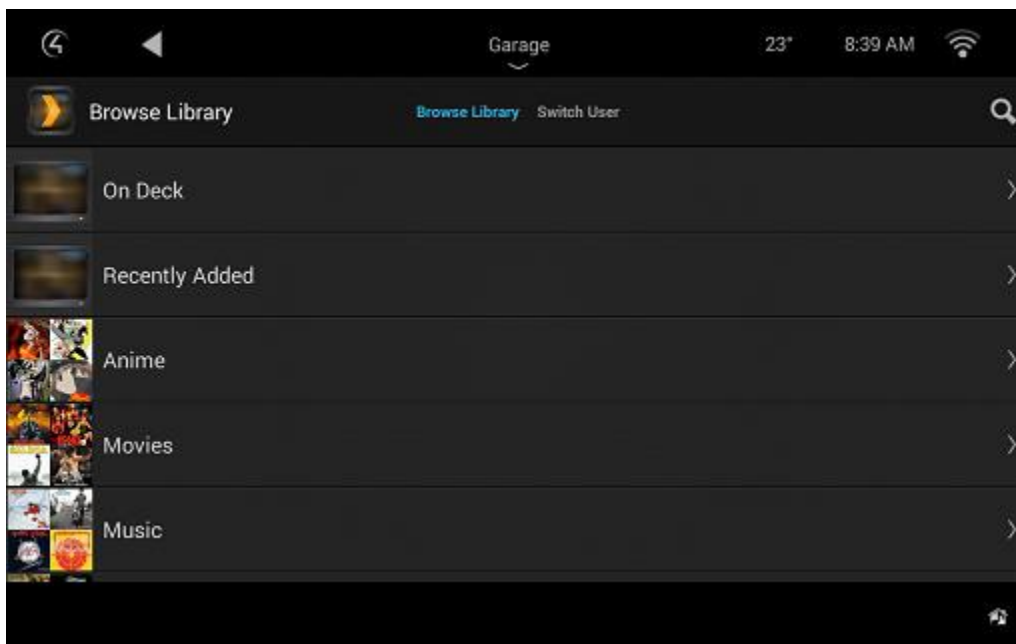 Garage 23° 8:39 AM
Browse Library Browse Library Switch User
On Deck
Recently Added
Anime
Movies
Music